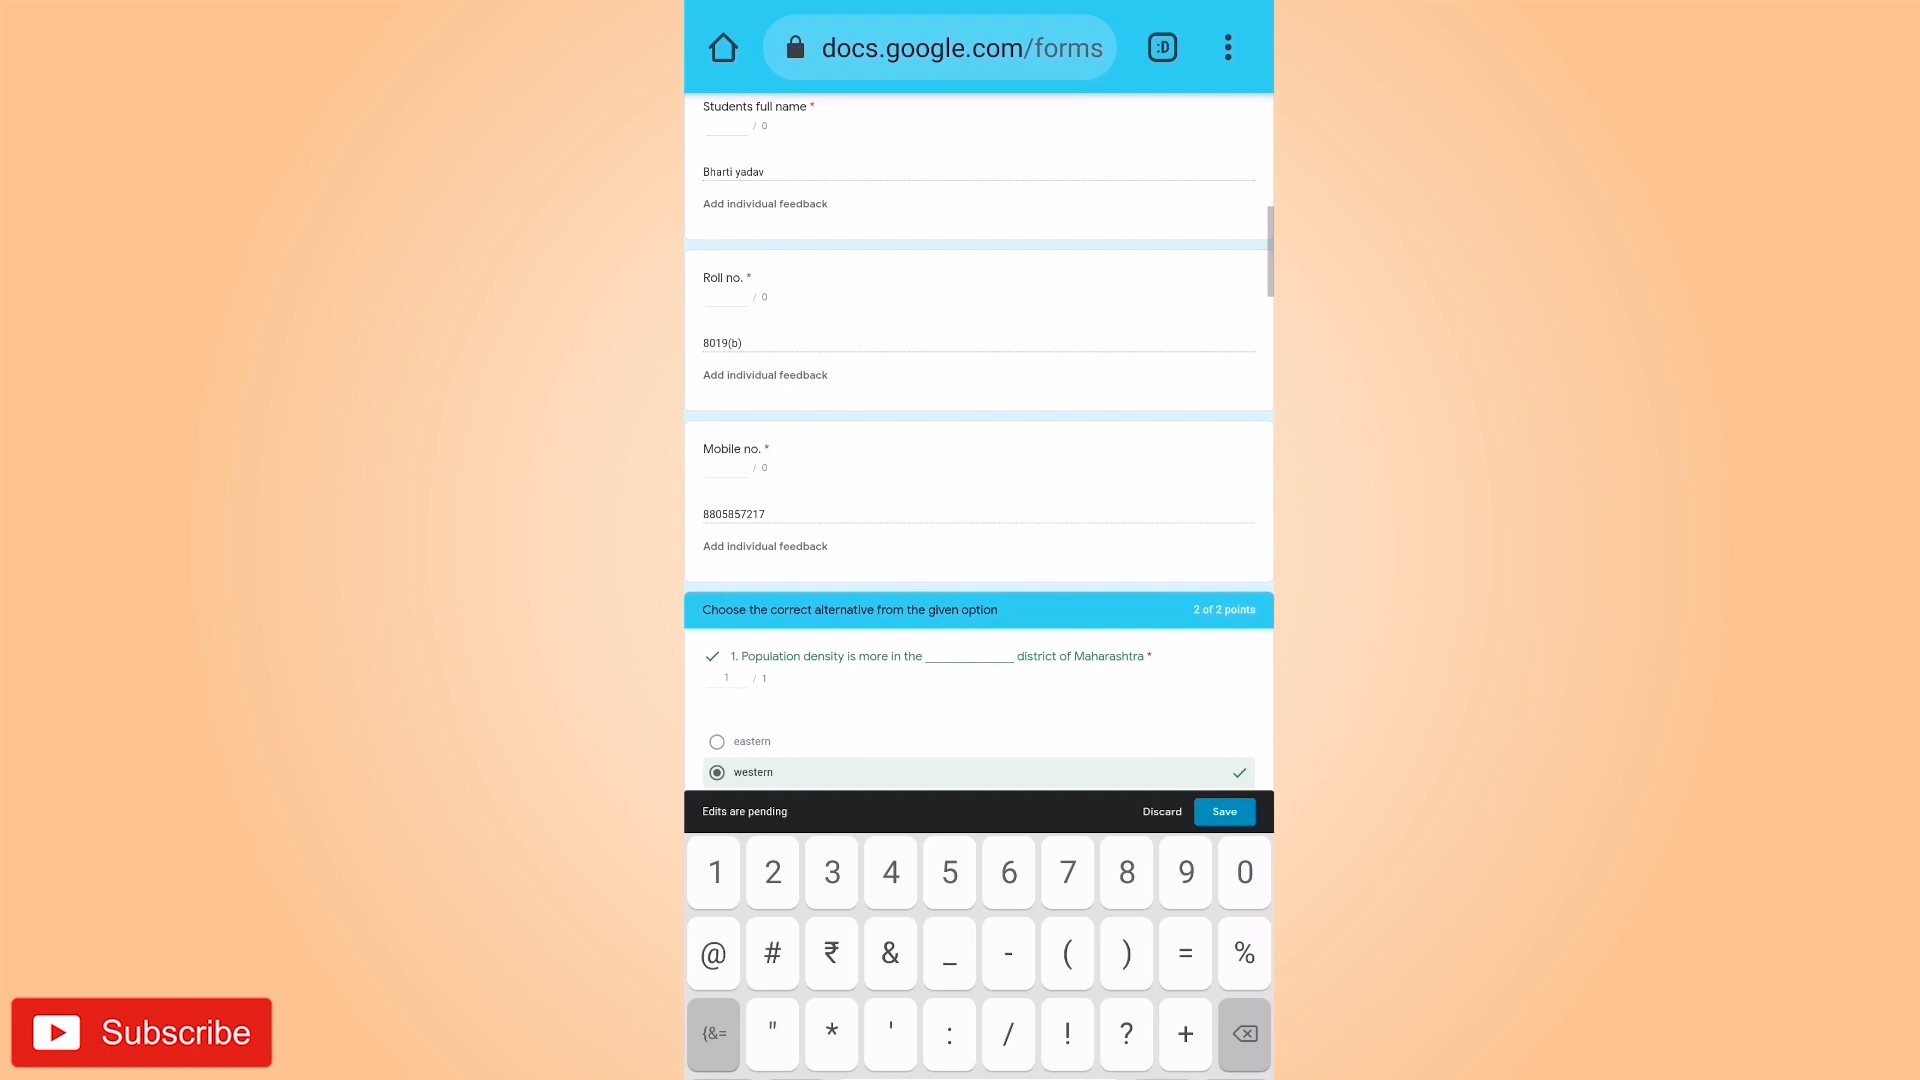 docs.google.com/forms
:D
Students full name *
/ 0
Bharti yadav
Add individual feedback
Roll no. *
/ 0
8019(b)
Add individual feedback
Mobile no. *
/ 0
8805857217
Add individual feedback
Choose the correct alternative from the given option 2 of 2 points
1. Population density is more in the ______________ district of Maharashtra *
1 / 1
eastern
western
Edits are pending Discard Save
1 2 3 4 5 6 7 8 9 0
@ # ₹ & _ - ( ) = %
{&= " * ' : / ! ? +
Subscribe